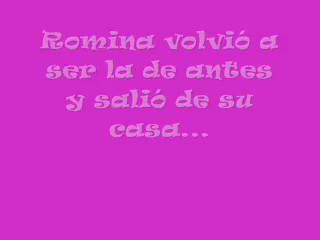 Romina volvió a
ser la de antes
y salió de su
casa...